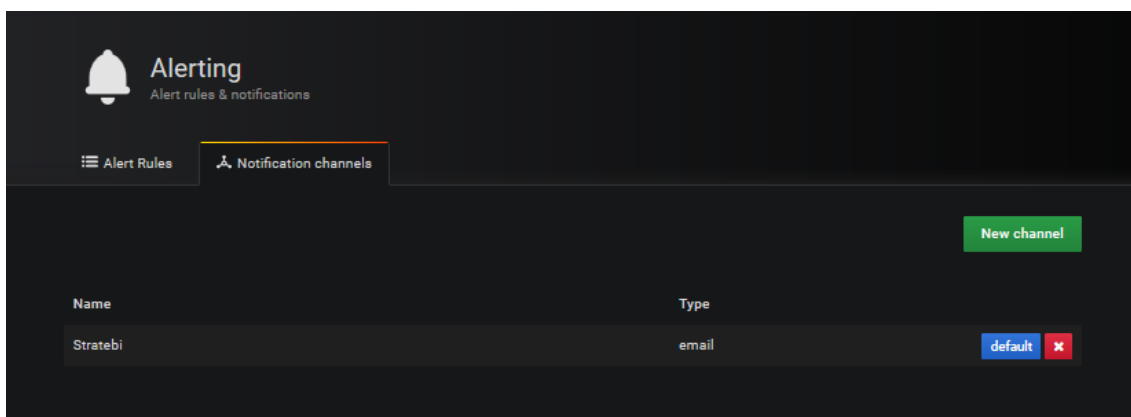 Alerting
Alert rules & notifications
Alert Rules
Notification channels
New channel
Name Type
Stratebi email default